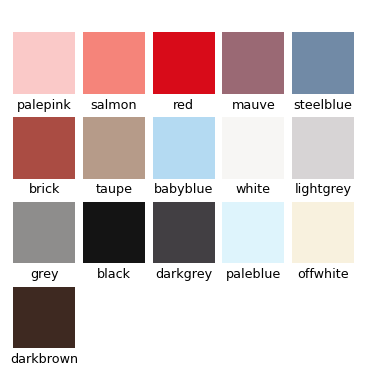 palepink salmon red mauve steelblue
brick taupe babyblue white lightgrey
grey black darkgrey paleblue offwhite
darkbrown